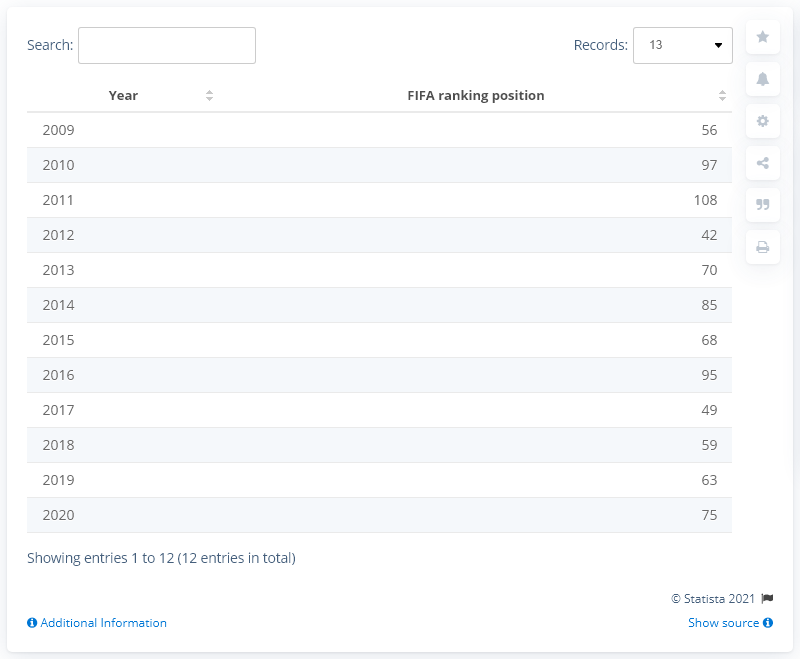 Search:
Records: 13
Year FIFA ranking position
2009 56
2010 97
2011 108
2012 42
2013 70
2014 85
2015 68
2016 95
2017 49
2018 59
2019 63
2020 75
Showing entries 1 to 12 (12 entries in total)
© Statista 2021
Additional Information
Show source